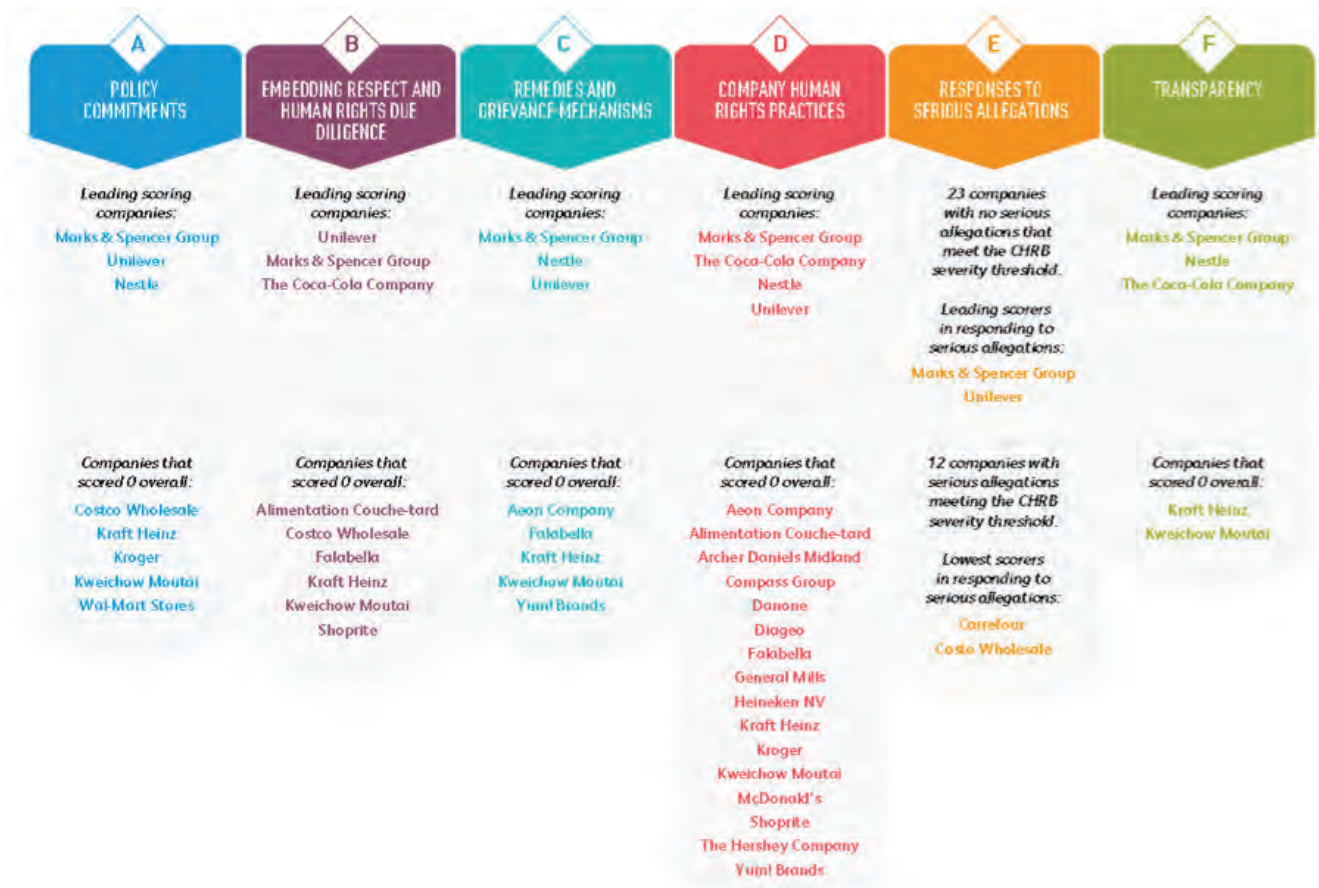 A
POLICY
COMMITMENTS
Leading scoring
companies:
Marks & Spencer Group
Unilever
Nestle
Companies that
scored 0 overall:
Costco Wholesale
Kraft Heinz
Kroger
Kweichow Moutai
Wal-Mart Stores
B
EMBEDDING RESPECT AND
HUMAN RIGHTS DUE
DILIGENCE
Leading scoring
companies:
Unilever
Marks & Spencer Group
The Coca-Cola Company
Companies that
scored 0 overall:
Alimentation Couche-tard
Costco Wholesale
Falabella
Kraft Heinz
Kweichow Moutai
Shoprite
C
REMEDIES AND
GRIEVANCE MECHANISMS
Leading scoring
companies:
Marks & Spencer Group
Nestle
Unilever
Companies that
scored 0 overall:
Aeon Company
Falabella
Kraft Heinz
Kweichow Moutai
Yum! Brands
D
COMPANY HUMAN
RIGHTS PRACTICES
Leading scoring
companies:
Marks & Spencer Group
The Coca-Cola Company
Nestle
Unilever
Companies that
scored 0 overall:
Aeon Company
Alimentation Couche-tard
Archer Daniels Midland
Compass Group
Danone
Diageo
Falabella
General Mills
Heineken NV
Kraft Heinz
Kroger
Kweichow Moutai
McDonald's
Shoprite
The Hershey Company
Yum! Brands
E
RESPONSES TO
SERIOUS ALLEGATIONS
23 companies
with no serious
allegations that
meet the CHRB
severity threshold.
Leading scorers
in responding to
serious allegations:
Marks & Spencer Group
Unilever
12 companies with
serious allegations
meeting the CHRB
severity threshold.
Lowest scorers
in responding to
serious allegations:
Carrefour
Costo Wholesale
F
TRANSPARENCY
Leading scoring
companies:
Marks & Spencer Group
Nestle
The Coca-Cola Company
Companies that
scored 0 overall:
Kraft Heinz
Kweichow Moutai